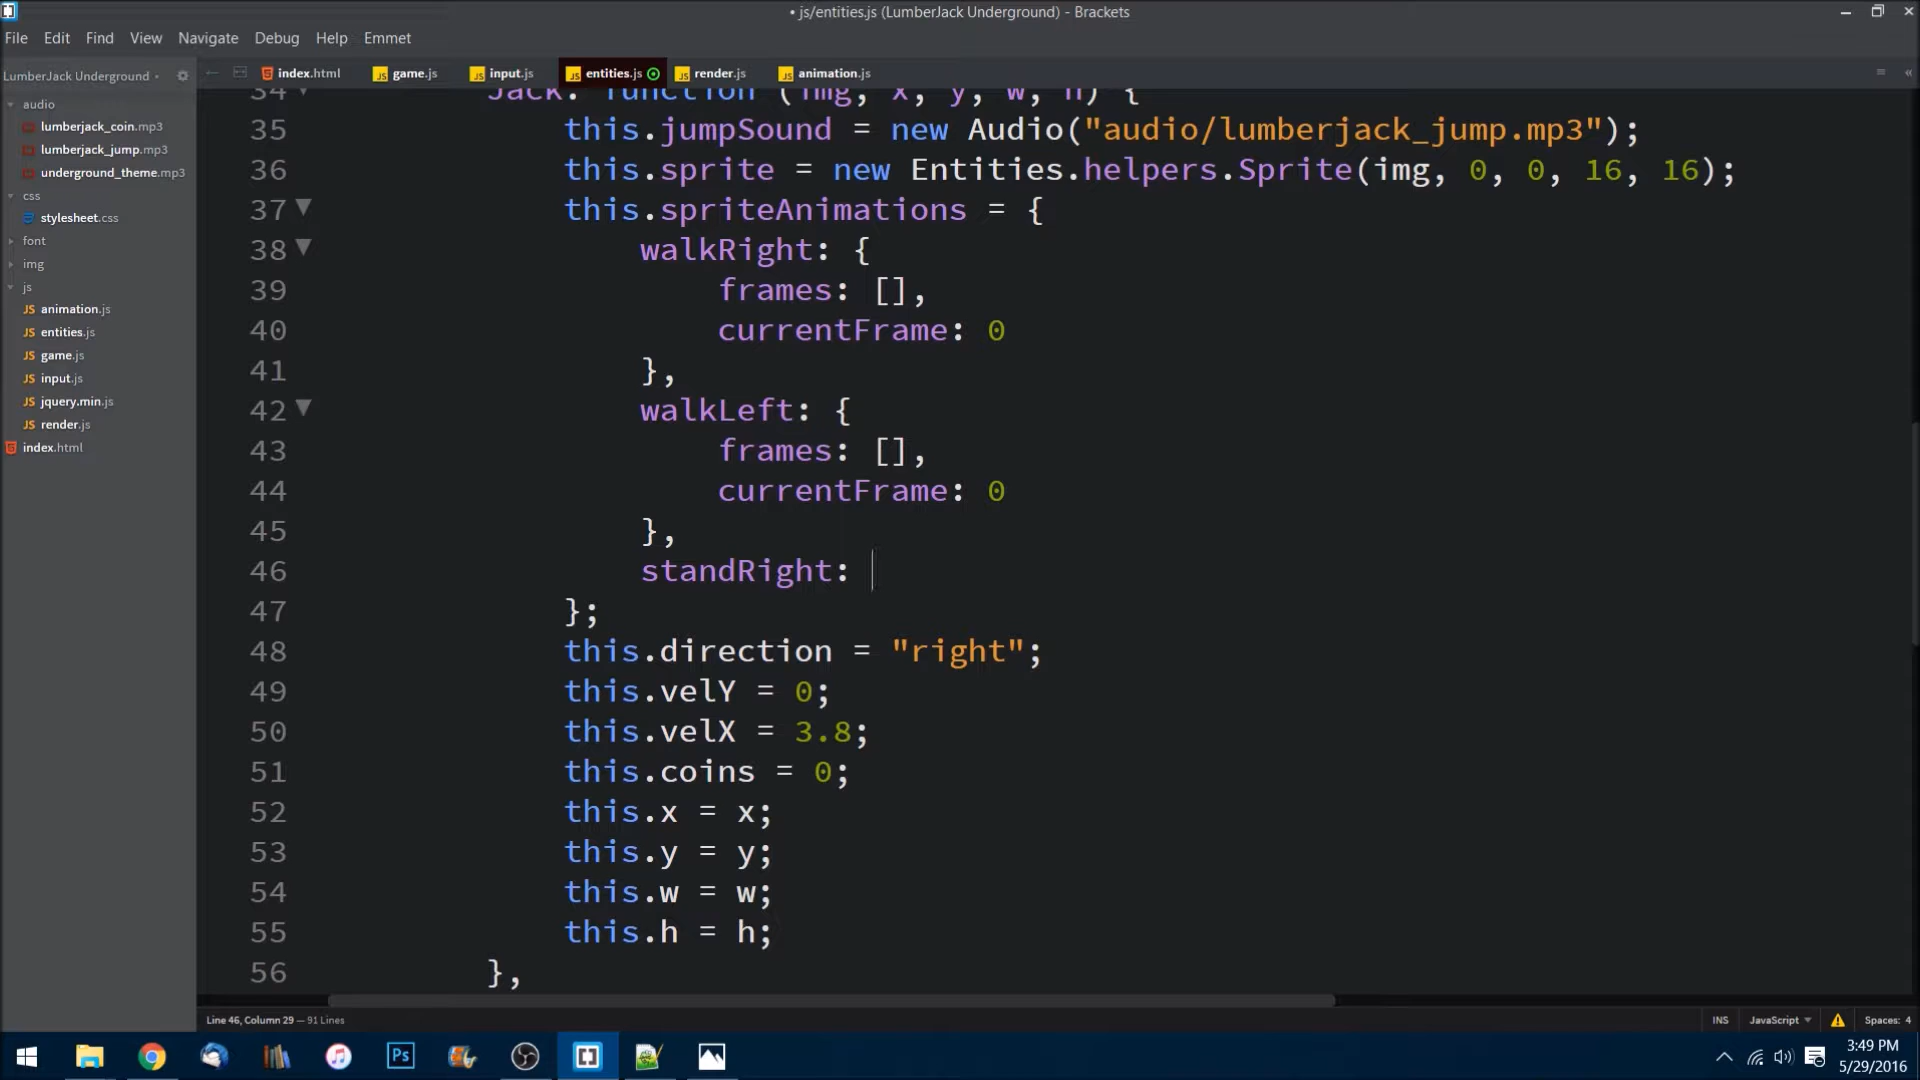 • js/entities.js (LumberJack Underground) - Brackets
File Edit Find View Navigate Debug Help Emmet
LumberJack Underground
index.html game.js input.js entities.js render.js animation.js
audio
lumberjack_coin.mp3
lumberjack_jump.mp3
underground_theme.mp3
css
stylesheet.css
font
img
js
animation.js
entities.js
game.js
input.js
jquery.min.js
render.js
index.html
34 Jack: function (img, x, y, w, h) {
35 this.jumpSound = new Audio("audio/lumberjack_jump.mp3");
36 this.sprite = new Entities.helpers.Sprite(img, 0, 0, 16, 16);
37 this.spriteAnimations = {
38 walkRight: {
39 frames: [],
40 currentFrame: 0
41 },
42 walkLeft: {
43 frames: [],
44 currentFrame: 0
45 },
46 standRight:
47 };
48 this.direction = "right";
49 this.velY = 0;
50 this.velX = 3.8;
51 this.coins = 0;
52 this.x = x;
53 this.y = y;
54 this.w = w;
55 this.h = h;
56 },
Line 46, Column 29 — 91 Lines
INS JavaScript Spaces: 4
Ps
3:49 PM
5/29/2016